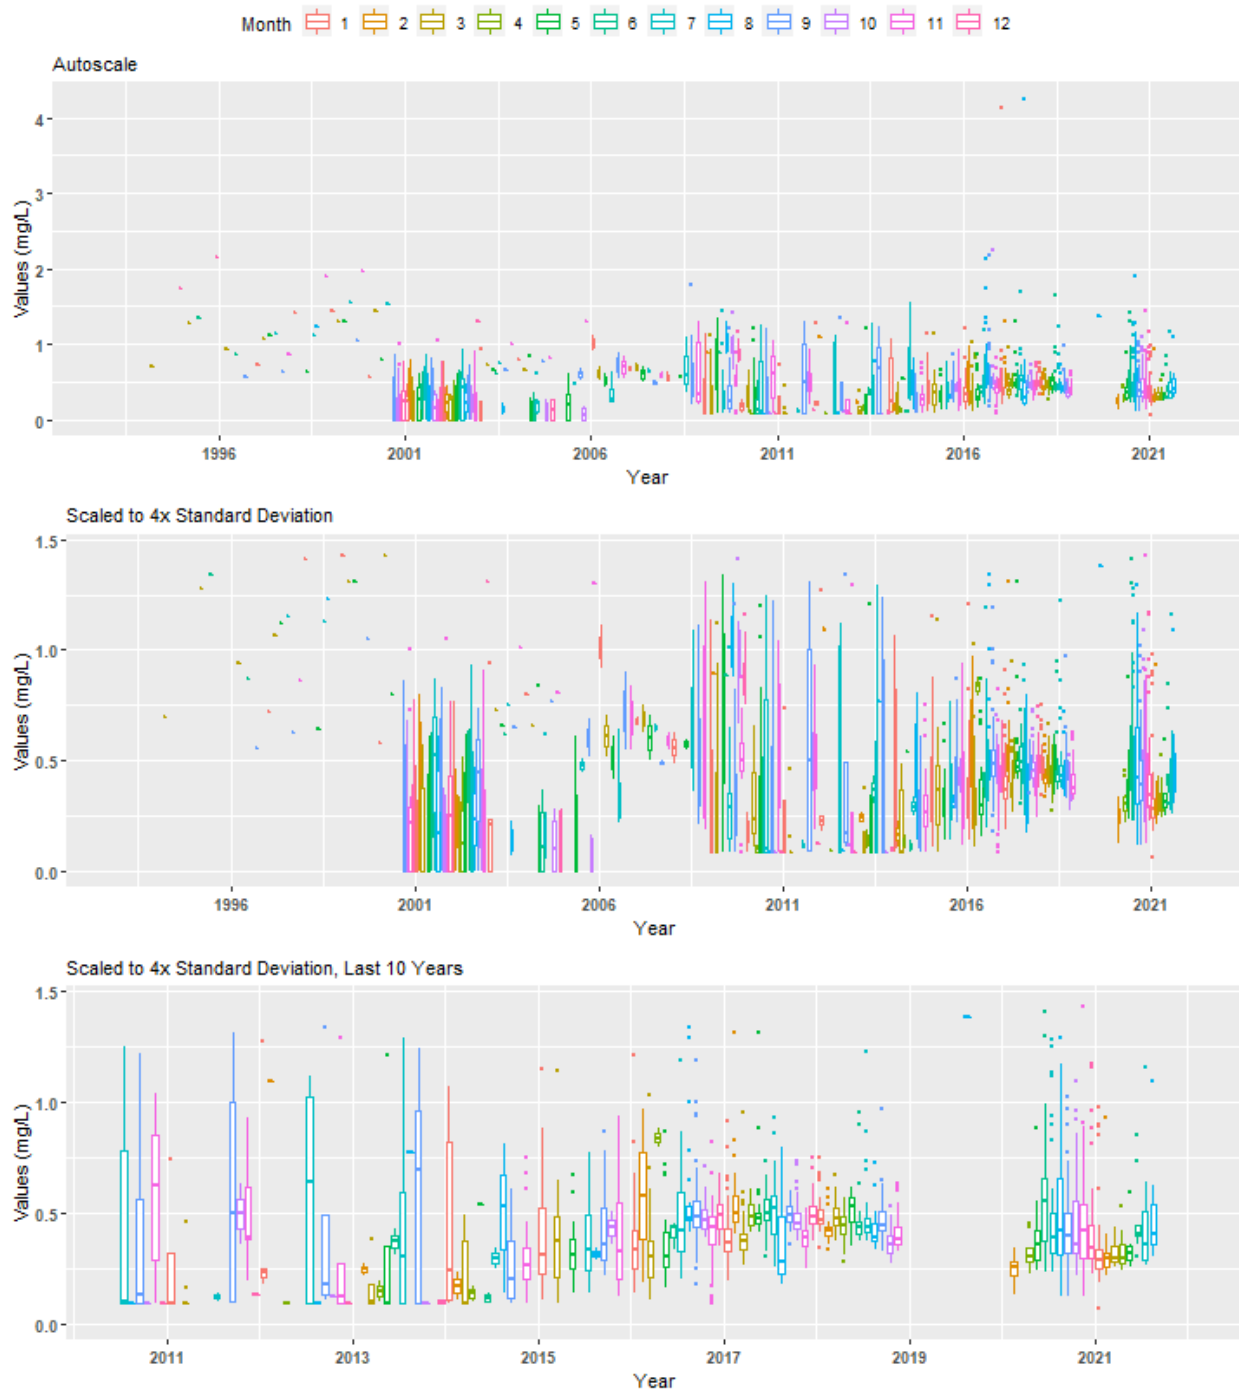 Month 1 2 3 4 5 6 7 8 9 10 11 12
Autoscale
Values (mg/L)
4
3
2
1
0
1996 2001 2006 2011 2016 2021
Year
Scaled to 4x Standard Deviation
Values (mg/L)
1.5
1.0
0.5
0.0
1996 2001 2006 2011 2016 2021
Year
Scaled to 4x Standard Deviation, Last 10 Years
Values (mg/L)
1.5
1.0
0.5
0.0
2011 2013 2015 2017 2019 2021
Year